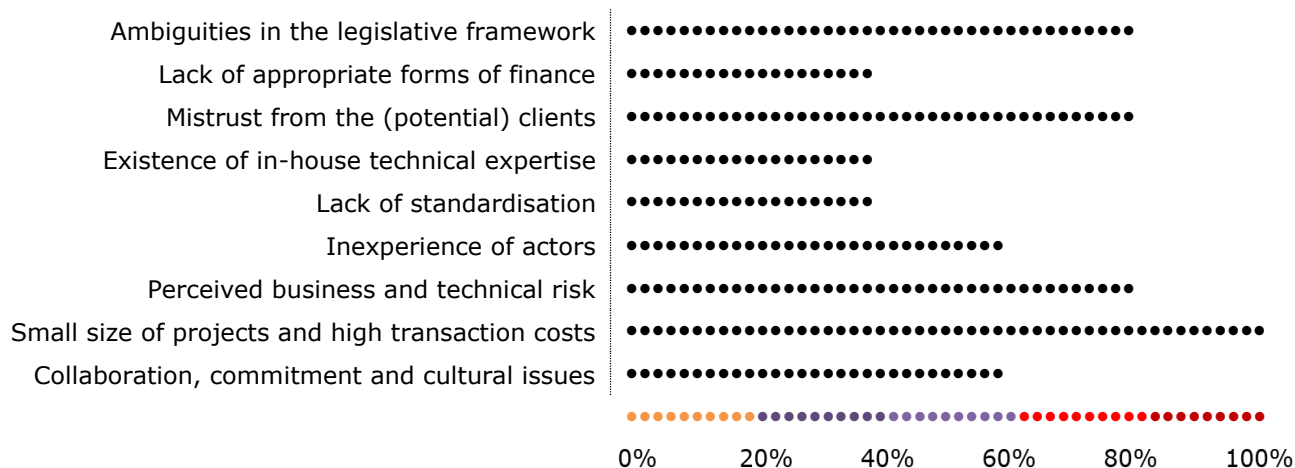 Ambiguities in the legislative framework
Lack of appropriate forms of finance
Mistrust from the (potential) clients
Existence of in-house technical expertise
Lack of standardisation
Inexperience of actors
Perceived business and technical risk
Small size of projects and high transaction costs
Collaboration, commitment and cultural issues
0% 20% 40% 60% 80% 100%